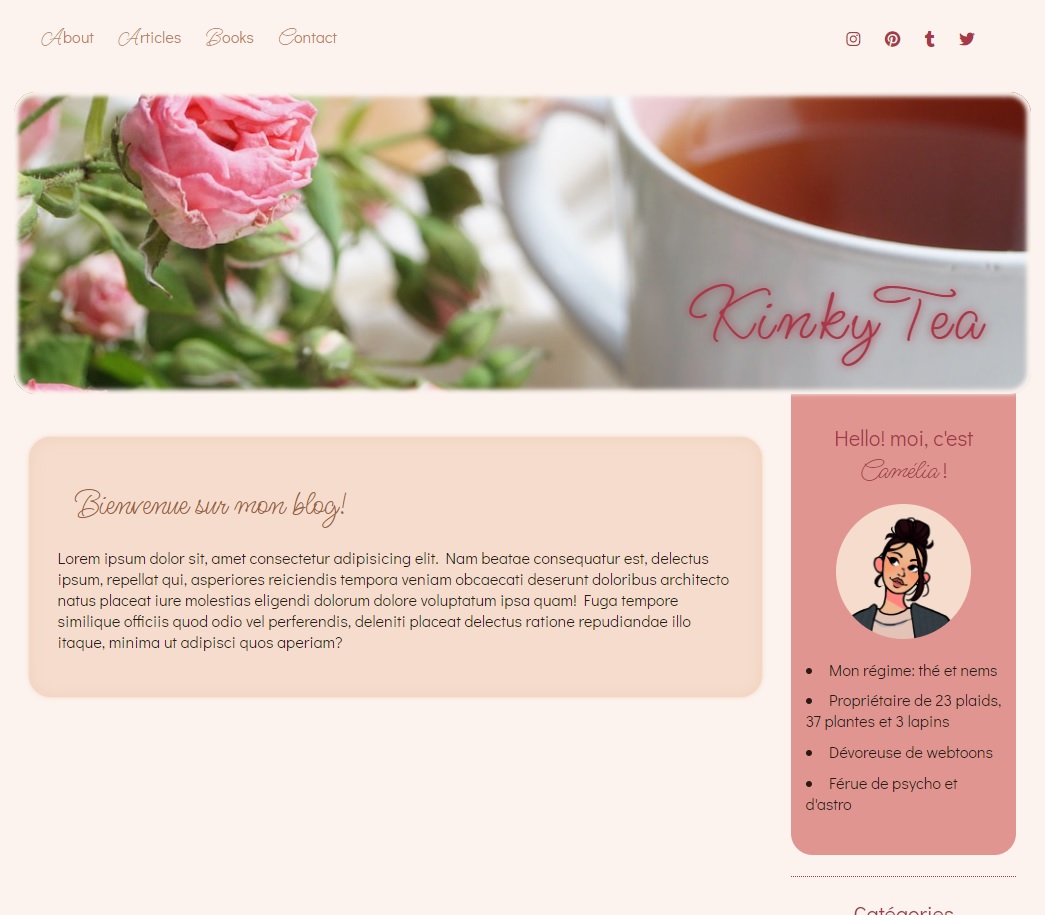 About Articles Books Contact
Kinky Tea
Bienvenue sur mon blog!
Lorem ipsum dolor sit, amet consectetur adipisicing elit. Nam beatae consequatur est, delectus
ipsum, repellat qui, asperiores reiciendis tempora veniam obcaecati deserunt doloribus architecto
natus placeat iure molestias eligendi dolorum dolore voluptatum ipsa quam! Fuga tempore
similique officiis quod odio vel perferendis, deleniti placeat delectus ratione repudiandae illo
itaque, minima ut adipisci quos aperiam?
Hello! moi, c'est
Camélia !
• Mon régime: thé et nems
• Propriétaire de 23 plaids,
37 plantes et 3 lapins
• Dévoreuse de webtoons
• Férue de psycho et
d'astro
Catégories